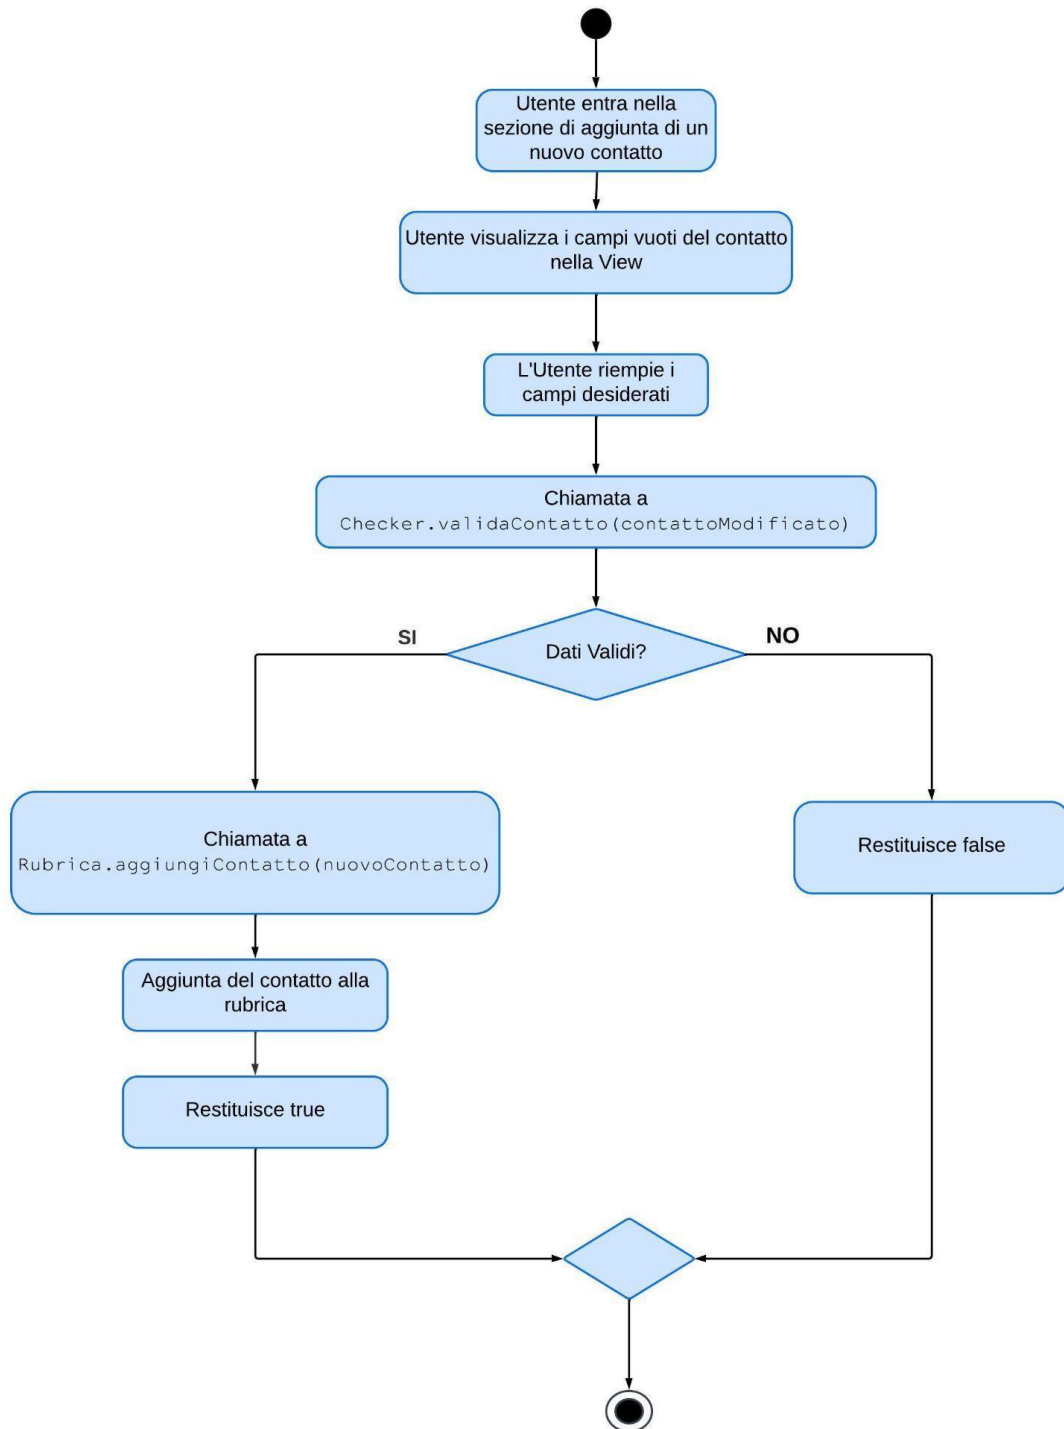 Utente entra nella
sezione di aggiunta di un
nuovo contatto
Utente visualizza i campi vuoti del contatto
nella View
L'Utente riempie i
campi desiderati
Chiamata a
Checker.validaContatto(contattoModificato)
SI
Dati Validi?
NO
Chiamata a
Rubrica.aggiungiContatto(nuovoContatto)
Restituisce false
Aggiunta del contatto alla
rubrica
Restituisce true